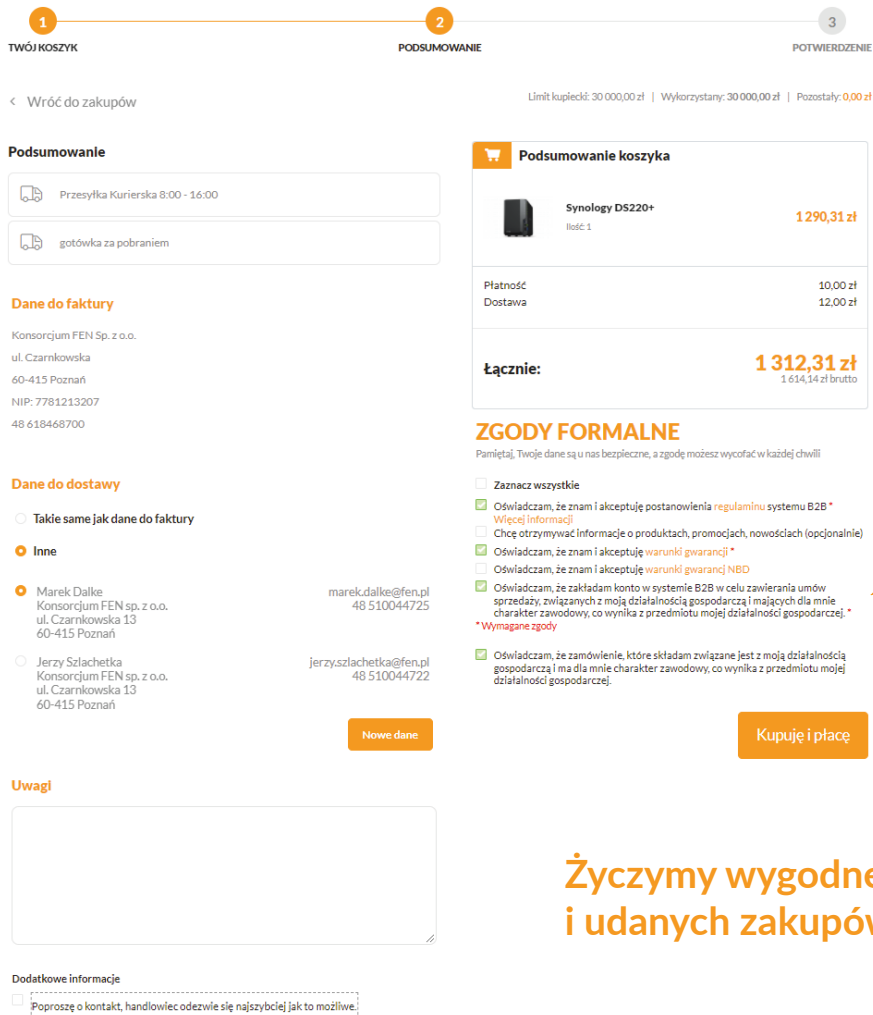 1
2
3
TWÓJ KOSZYK
PODSUMOWANIE
POTWIERDZENIE
< Wróć do zakupów
Limit kupiecki: 30 000,00 zł | Wykorzystany: 30 000,00 zł | Pozostały: 0,00 zł
Podsumowanie
Przesyłka Kurierska 8:00 - 16:00
gotówka za pobraniem
Dane do faktury
Konsorcjum FEN Sp. z o.o.
ul. Czarnkowska
60-415 Poznań
NIP: 7781213207
48 618468700
Dane do dostawy
Takie same jak dane do faktury
Inne
Marek Dalke
marek.dalke@fen.pl
Konsorcjum FEN sp. z o.o.
48 510044725
ul. Czarnkowska 13
60-415 Poznań
Jerzy Szlachetka
jerzy.szlachetka@fen.pl
Konsorcjum FEN sp. z o.o.
48 510044722
ul. Czarnkowska 13
60-415 Poznań
Nowe dane
Uwagi
Dodatkowe informacje
Poproszę o kontakt, handlowiec odezwie się najszybciej jak to możliwe.
Podsumowanie koszyka
Synology DS220+
1 290,31 zł
Ilość: 1
Płatność 10,00 zł
Dostawa 12,00 zł
Łącznie: 1 312,31 zł
1 614,14 zł brutto
ZGODY FORMALNE
Pamiętaj, Twoje dane są u nas bezpieczne, a zgodę możesz wycofać w każdej chwili
Zaznacz wszystkie
Oświadczam, że znam i akceptuję postanowienia regulaminu systemu B2B *
Więcej informacji
Chcę otrzymywać informacje o produktach, promocjach, nowościach (opcjonalnie)
Oświadczam, że znam i akceptuję warunki gwarancji *
Oświadczam, że znam i akceptuję warunki gwarancj NBD
Oświadczam, że zakładam konto w systemie B2B w celu zawierania umów
sprzedaży, związanych z moją działalnością gospodarczą i mających dla mnie
charakter zawodowy, co wynika z przedmiotu mojej działalności gospodarczej. *
* Wymagane zgody
Oświadczam, że zamówienie, które składam związane jest z moją działalnością
gospodarczą i ma dla mnie charakter zawodowy, co wynika z przedmiotu mojej
działalności gospodarczej.
Kupuję i płacę
Życzymy wygodne
i udanych zakupów